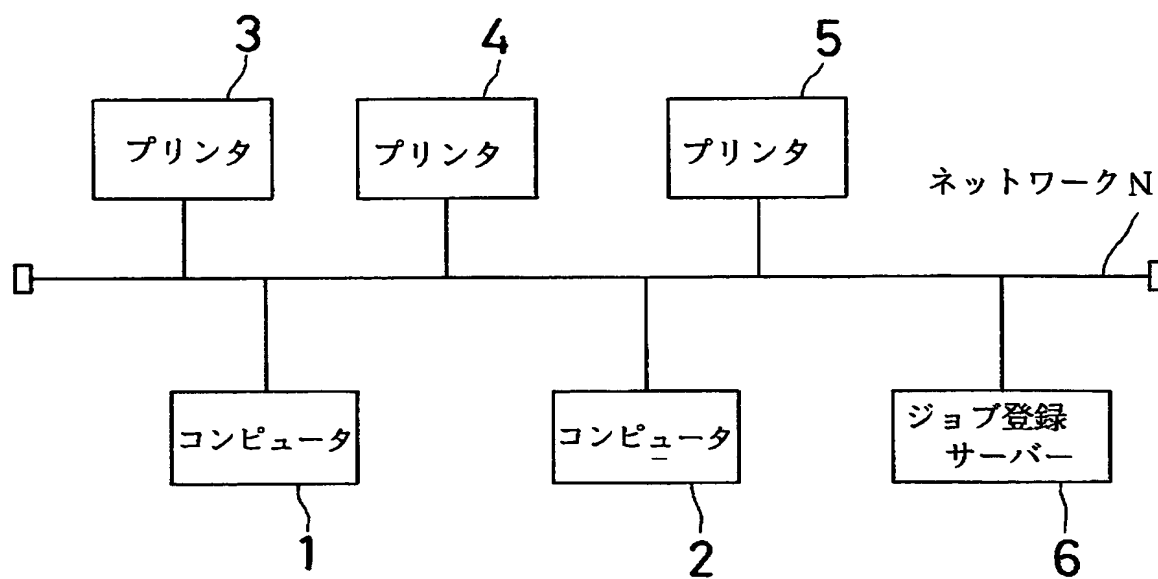 3
4
5
プリンタ
プリンタ
プリンタ
ネットワークN
コンピュータ
コンピュータ
ジョブ登録
サーバー
1
2
6